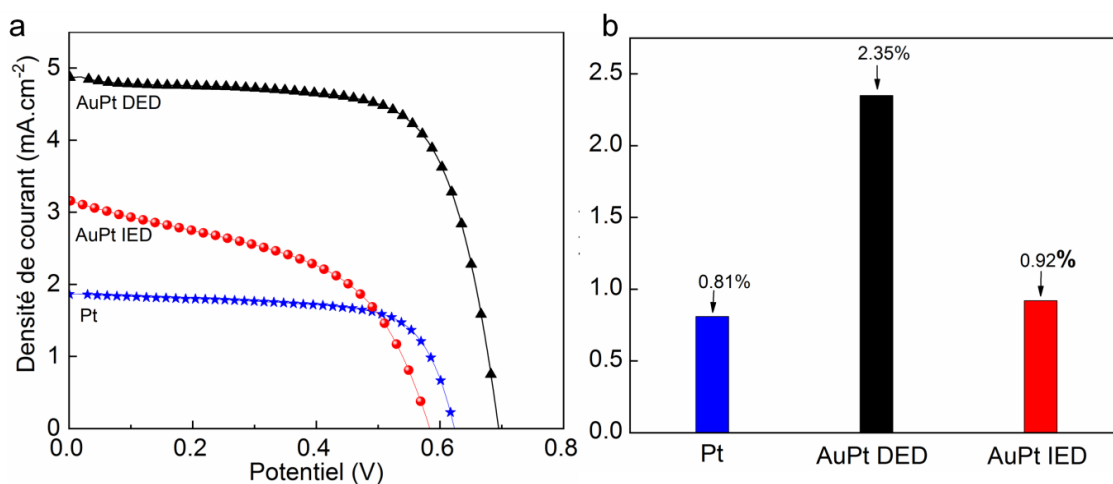 a
Densité de courant (mA.cm-2)
5
4
3
2
1
0
AuPt DED
AuPt IED
Pt
0.0
0.2
0.4
0.6
0.8
Potentiel (V)
b
2.5
2.0
1.5
1.0
0.5
0.0
0.81%
2.35%
0.92%
Pt
AuPt DED
AuPt IED